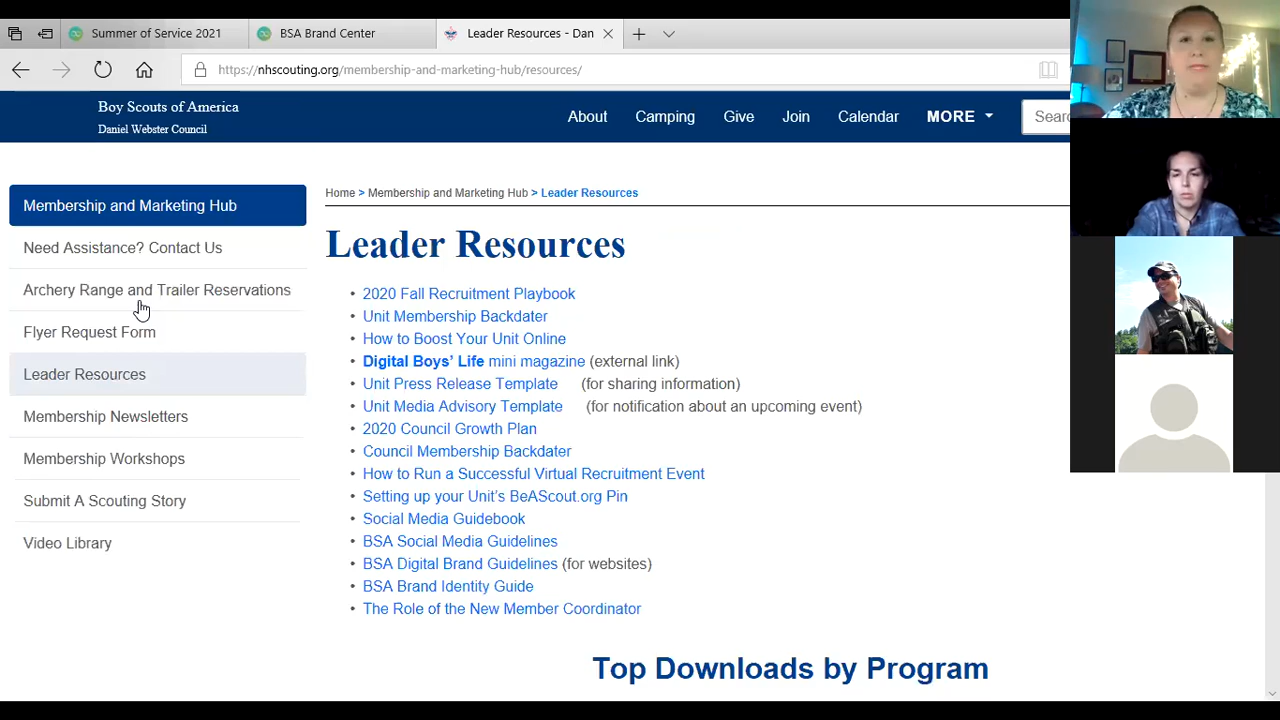 Summer of Service 2021
BSA Brand Center
Leader Resources - Dan
https://nhscouting.org/membership-and-marketing-hub/resources/
Boy Scouts of America
Daniel Webster Council
About
Camping
Give
Join
Calendar
MORE
Sear
Membership and Marketing Hub
Need Assistance? Contact Us
Archery Range and Trailer Reservations
Flyer Request Form
Leader Resources
Membership Newsletters
Membership Workshops
Submit A Scouting Story
Video Library
Home > Membership and Marketing Hub > Leader Resources
Leader Resources
• 2020 Fall Recruitment Playbook
• Unit Membership Backdater
• How to Boost Your Unit Online
• Digital Boys’ Life mini magazine (external link)
• Unit Press Release Template (for sharing information)
• Unit Media Advisory Template (for notification about an upcoming event)
• 2020 Council Growth Plan
• Council Membership Backdater
• How to Run a Successful Virtual Recruitment Event
• Setting up your Unit’s BeAScout.org Pin
• Social Media Guidebook
• BSA Social Media Guidelines
• BSA Digital Brand Guidelines (for websites)
• BSA Brand Identity Guide
• The Role of the New Member Coordinator
Top Downloads by Program